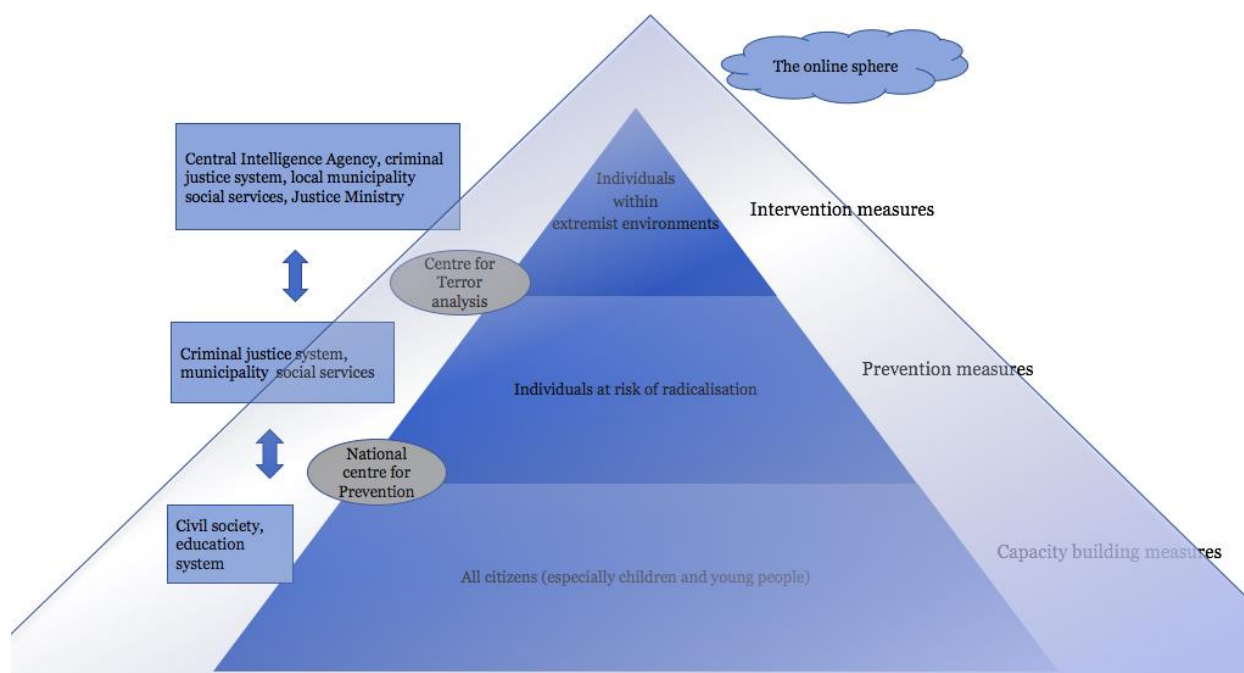 The online sphere
Central Intelligence Agency, criminal
justice system, local municipality
social services, Justice Ministry
Individuals
within
extremist environments
Intervention measures
Centre for
Terror
analysis
Criminal justice system,
municipality social services
Individuals at risk of radicalisation
Prevention measures
National
centre for
Prevention
Civil society,
education
system
All citizens (especially children and young people)
Capacity building measures